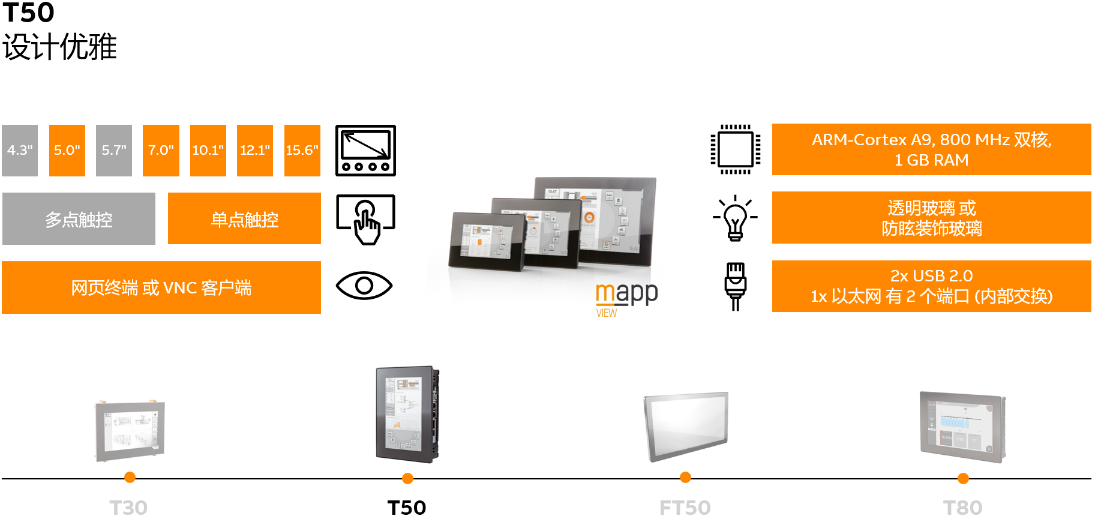 T50
设计优雅
4.3" 5.0" 5.7" 7.0" 10.1" 12.1" 15.6"
多点触控 单点触控
网页终端 或 VNC 客户端
mapp
VIEW
ARM-Cortex A9, 800 MHz 双核,
1 GB RAM
透明玻璃 或
防眩装饰玻璃
2x USB 2.0
1x 以太网 有 2 个端口 (内部交换)
T30 T50 FT50 T80